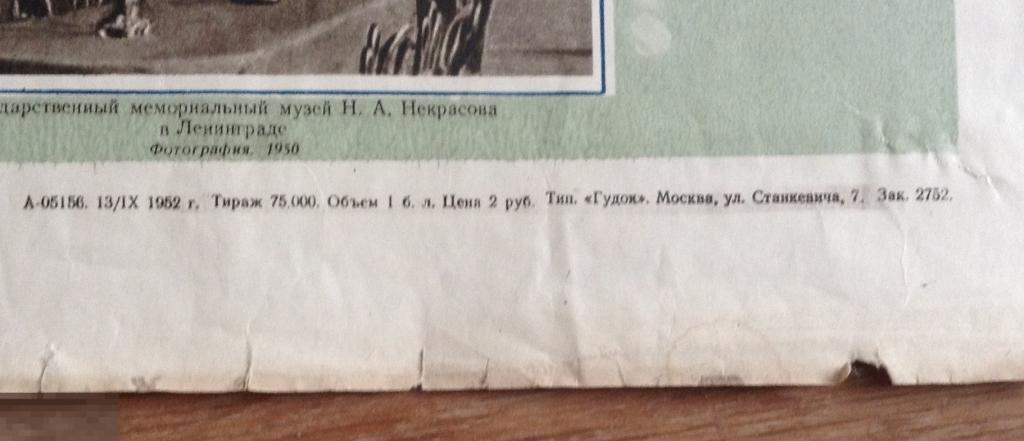 дарственный мемориальный музей Н. А. Некрасова
в Ленинграде
Фотография. 1950
А-05156. 13/IX 1952 г. Тираж 75.000. Объем 1 б. л. Цена 2 руб. Тип. «Гудок». Москва, ул. Станкевича, 7. Зак. 2752.